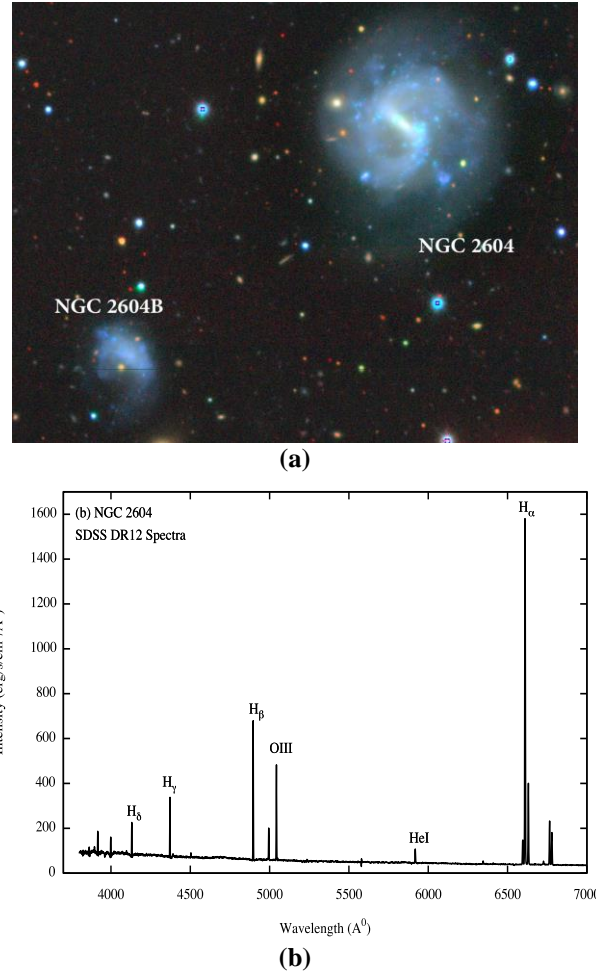 NGC 2604
NGC 2604B
(a)
(b) NGC 2604
SDSS DR12 Spectra
Hα
1600
1400
1200
1000
800
600
400
200
0
Hβ
OIII
Hγ
Hδ
HeI
4000 4500 5000 5500 6000 6500 7000
Wavelength (A⁰)
(b)